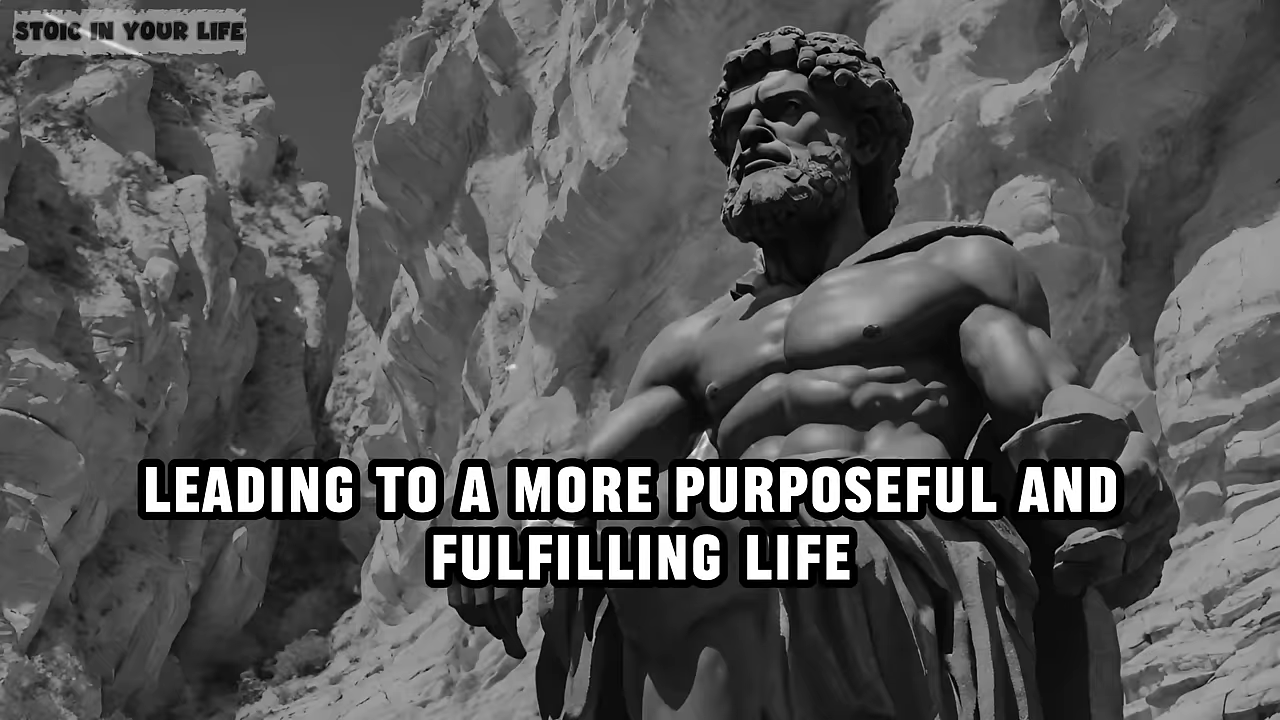 STOIC IN YOUR LIFE
LEADING TO A MORE PURPOSEFUL AND
FULFILLING LIFE